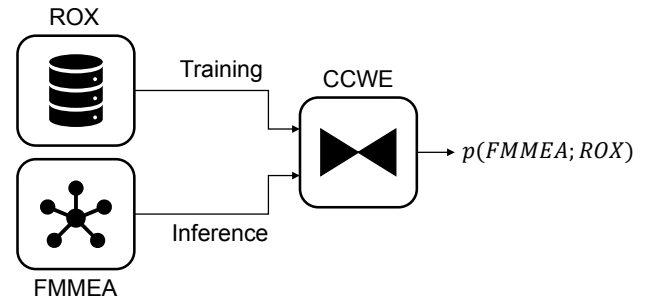 ROX
Training
CCWE
p(FMMEA; ROX)
Inference
FMMEA